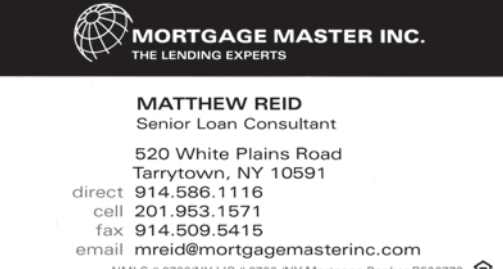 MORTGAGE MASTER INC.
THE LENDING EXPERTS
MATTHEW REID
Senior Loan Consultant
520 White Plains Road
Tarrytown, NY 10591
direct 914.586.1116
cell 201.953.1571
fax 914.509.5415
email mreid@mortgagemasterinc.com